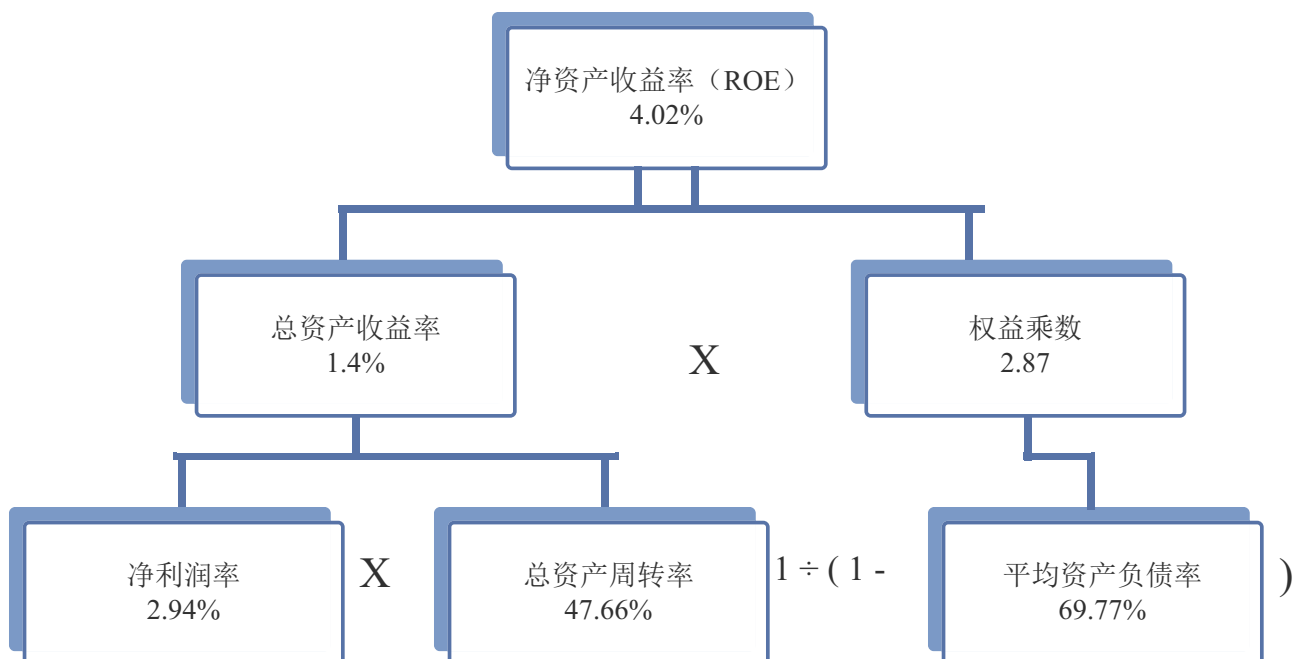 净资产收益率（ROE）
4.02%
总资产收益率
1.4%
X
权益乘数
2.87
净利润率
2.94%
X
总资产周转率
47.66%
1 ÷ ( 1 -
平均资产负债率
69.77%
)